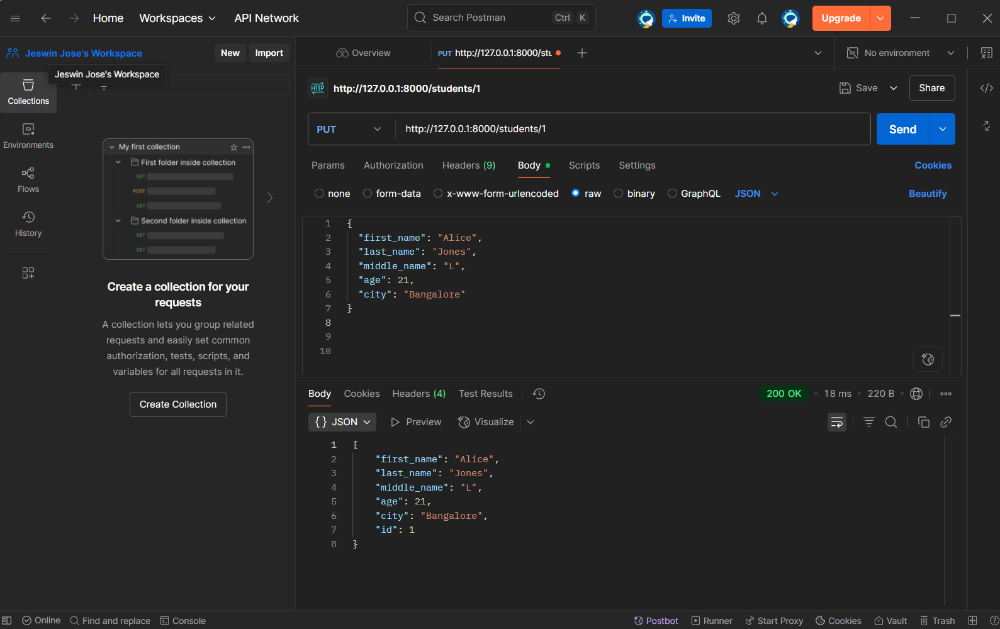 Home Workspaces API Network Search Postman Ctrl K Invite Upgrade
Jeswin Jose's Workspace New Import Overview PUT http://127.0.0.1:8000/stu No environment
Jeswin Jose's Workspace
Collections
Environments
Flows
History
My first collection
First folder inside collection
GET
POST
GET
Second folder inside collection
GET
GET
Create a collection for your
requests
A collection lets you group related
requests and easily set common
authorization, tests, scripts, and
variables for all requests in it.
Create Collection
HTTP http://127.0.0.1:8000/students/1 Save Share
PUT http://127.0.0.1:8000/students/1 Send
Params Authorization Headers (9) Body Scripts Settings Cookies
none form-data x-www-form-urlencoded raw binary GraphQL JSON Beautify
1 {
2 "first_name": "Alice",
3 "last_name": "Jones",
4 "middle_name": "L",
5 "age": 21,
6 "city": "Bangalore"
7 }
8
9
10
Body Cookies Headers (4) Test Results 200 OK • 18 ms • 220 B •
{} JSON Preview Visualize
1 {
2 "first_name": "Alice",
3 "last_name": "Jones",
4 "middle_name": "L",
5 "age": 21,
6 "city": "Bangalore",
7 "id": 1
8 }
Online Find and replace Console Postbot Runner Start Proxy Cookies Vault Trash